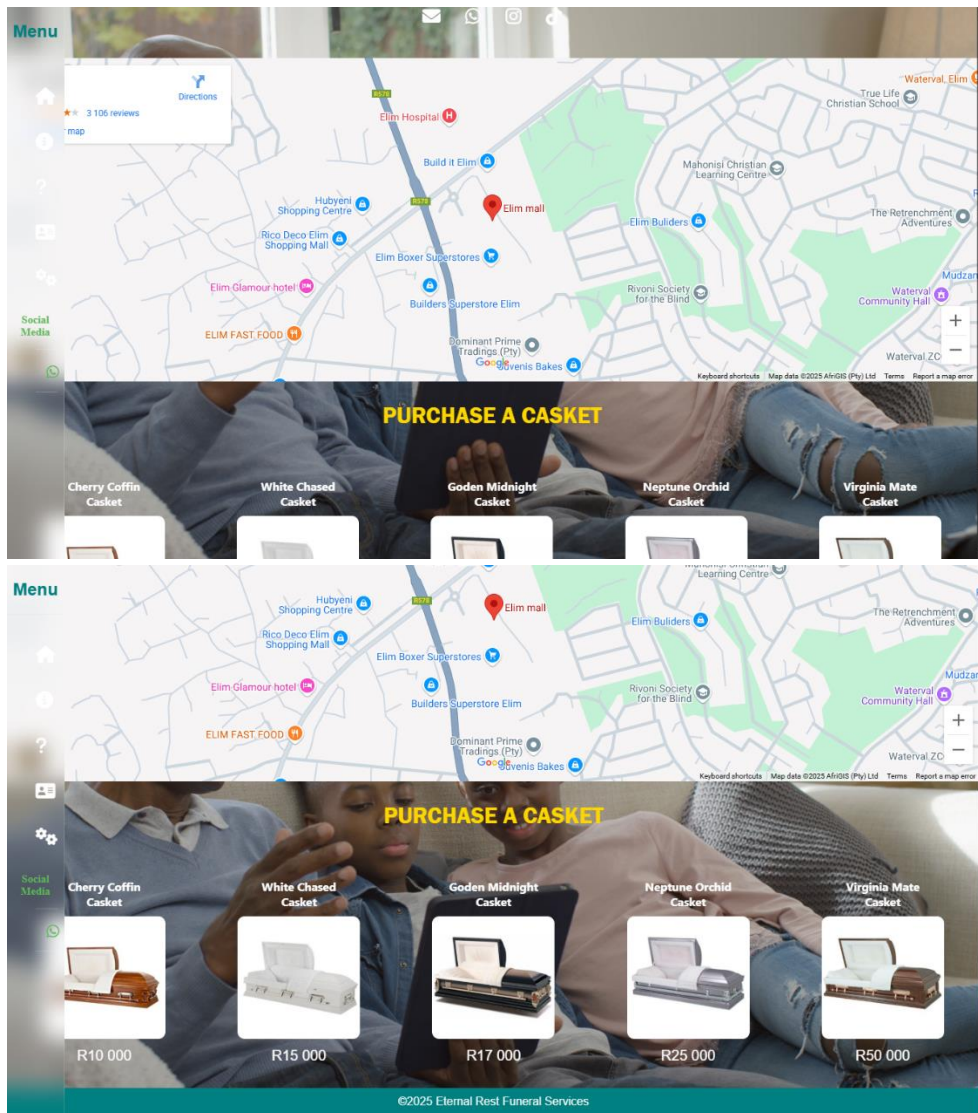 Menu
Directions
3 106 reviews
map
Social
Media
R578
Elim Hospital
Build it Elim
Hubyeni
Shopping Centre
R578
Elim mall
Rico Deco Elim
Shopping Mall
Elim Boxer Superstores
Elim Glamour hotel
Builders Superstore Elim
ELIM FAST FOOD
Dominant Prime
Tradings (Pty)
Google
Juvenis Bakes
Waterval, Elim
True Life
Christian School
Mahonisi Christian
Learning Centre
The Retrenchment
Adventures
Elim Buliders
Mudzan
Rivoni Society
for the Blind
Waterval
Community Hall
Waterval ZC
Keyboard shortcuts Map data ©2025 AfriGIS (Pty) Ltd Terms Report a map error
PURCHASE A CASKET
Cherry Coffin
Casket
White Chased
Casket
Goden Midnight
Casket
Neptune Orchid
Casket
Virginia Mate
Casket
Menu
Social
Media
Learning Centre
Hubyeni
Shopping Centre
R578
Elim mall
Rico Deco Elim
Shopping Mall
Elim Boxer Superstores
Elim Glamour hotel
Builders Superstore Elim
ELIM FAST FOOD
Dominant Prime
Tradings (Pty)
Google
Juvenis Bakes
The Retrenchment
Adventures
Elim Buliders
Mudzan
Rivoni Society
for the Blind
Waterval
Community Hall
Waterval ZC
Keyboard shortcuts Map data ©2025 AfriGIS (Pty) Ltd Terms Report a map error
PURCHASE A CASKET
Cherry Coffin
Casket
White Chased
Casket
Goden Midnight
Casket
Neptune Orchid
Casket
Virginia Mate
Casket
R10 000
R15 000
R17 000
R25 000
R50 000
©2025 Eternal Rest Funeral Services